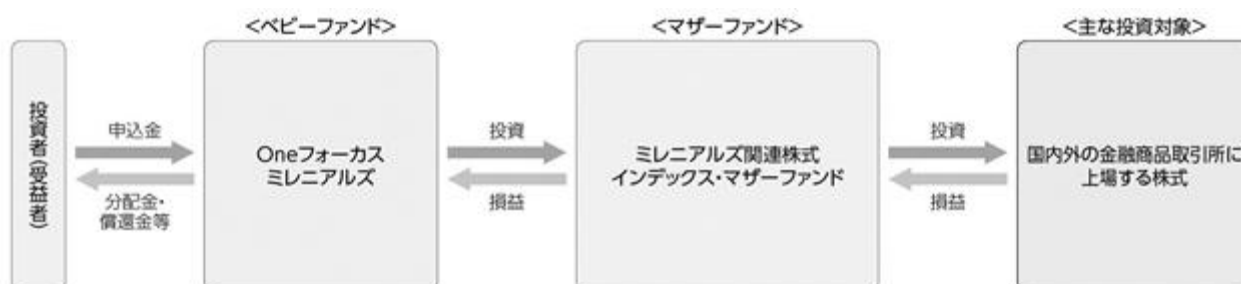 <ベビーファンド>
<マザーファンド>
<主な投資対象>
投資者(受益者)
申込金
分配金・
償還金等
Oneフォーカス
ミレニアルズ
投資
損益
ミレニアルズ関連株式
インデックス・マザーファンド
投資
損益
国内外の金融商品取引所に
上場する株式